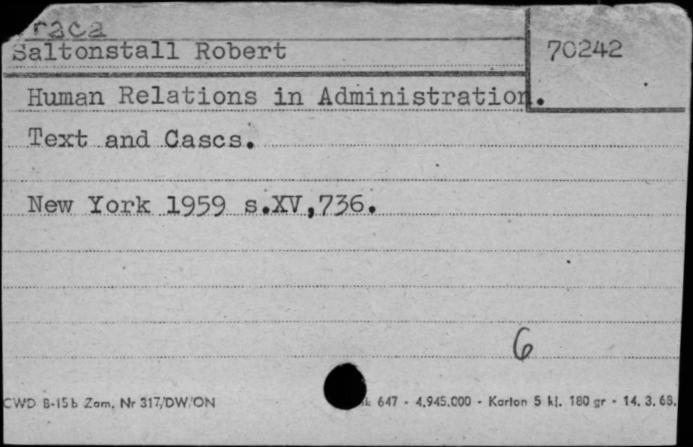 raca
Saltonstall Robert
70242
Human Relations in Administration.
Text and Cascs.
New York 1959 s.XV,736.
6
CWD B-15b Zam. Nr 317/DW/ON
647 - 4.945.000 - Karton 5 kl. 180 gr - 14. 3. 68.